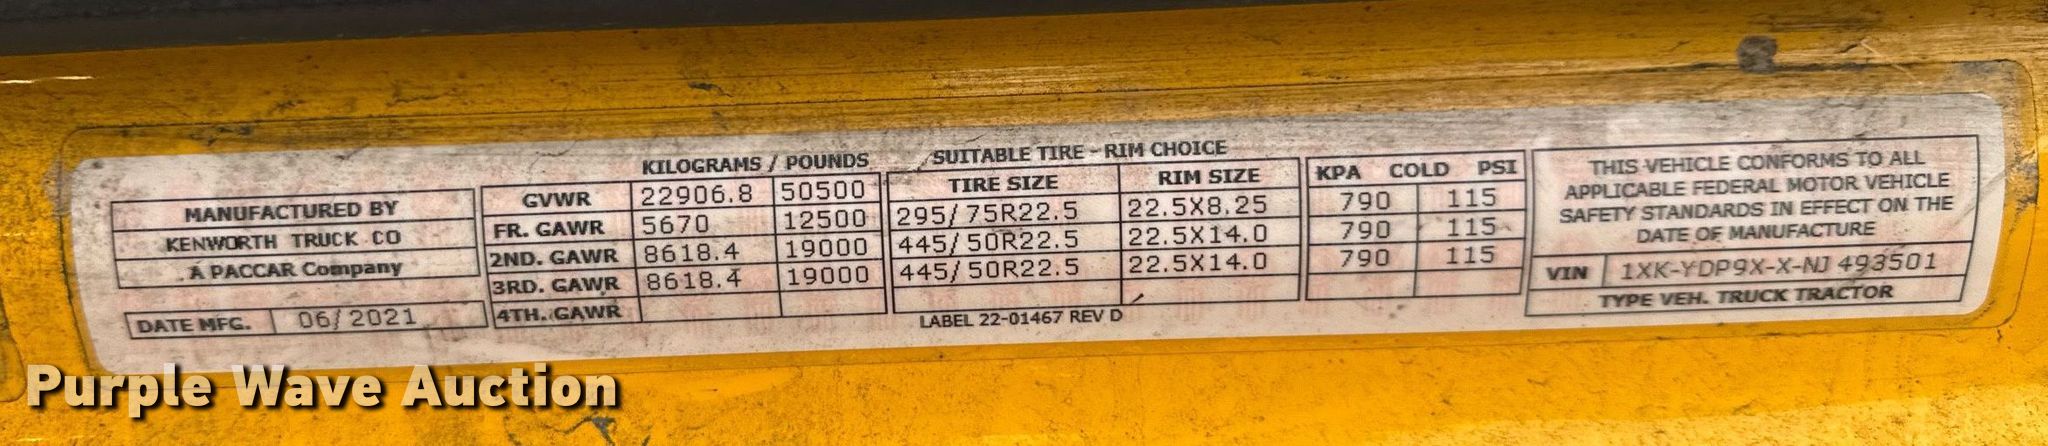 MANUFACTURED BY
KENWORTH TRUCK CO
A PACCAR Company
DATE MFG. 06/2021
KILOGRAMS / POUNDS
GVWR 22906.8 50500
FR. GAWR 5670 12500
2ND. GAWR 8618.4 19000
3RD. GAWR 8618.4 19000
4TH. GAWR
SUITABLE TIRE - RIM CHOICE
TIRE SIZE RIM SIZE
295/75R22.5 22.5X8.25
445/50R22.5 22.5X14.0
445/50R22.5 22.5X14.0
LABEL 22-01467 REV D
KPA COLD PSI
790 115
790 115
790 115
THIS VEHICLE CONFORMS TO ALL
APPLICABLE FEDERAL MOTOR VEHICLE
SAFETY STANDARDS IN EFFECT ON THE
DATE OF MANUFACTURE
VIN 1XK-YDP9X-X-NJ 493501
TYPE VEH. TRUCK TRACTOR
Purple Wave Auction